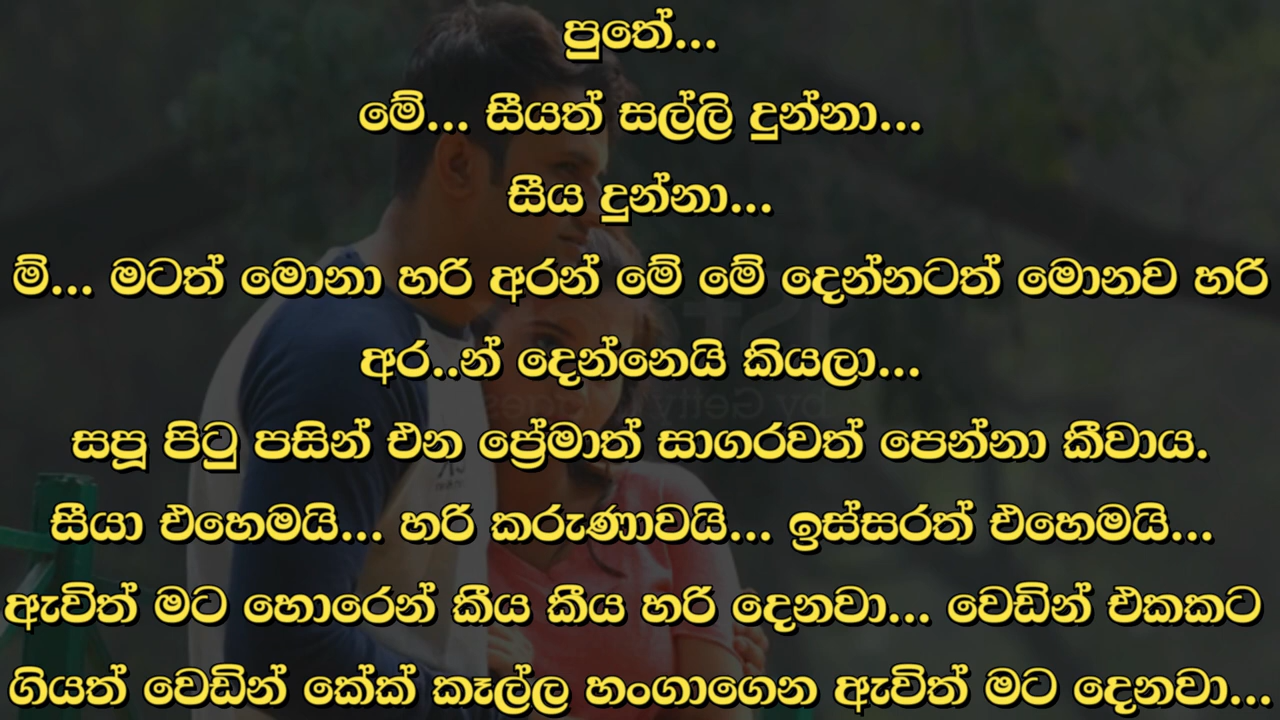 පුතේ...
මේ... සීයත් සල්ලි දුන්නා...
සීය දුන්නා...
ම්... මටත් මොනා හරි අරන් මේ මේ දෙන්නටත් මොනව හරි
අර..න් දෙන්නෙයි කියලා...
සපූ පිටු පසින් එන ප්‍රේමාත් සාගරවත් පෙන්නා කීවාය.
සීයා එහෙමයි... හරි කරුණාවයි... ඉස්සරත් එහෙමයි...
ඇවිත් මට හොරෙන් කීය කීය හරි දෙනවා... වෙඩින් එකකට
ගියත් වෙඩින් කේක් කෑල්ල හංගාගෙන ඇවිත් මට දෙනවා...